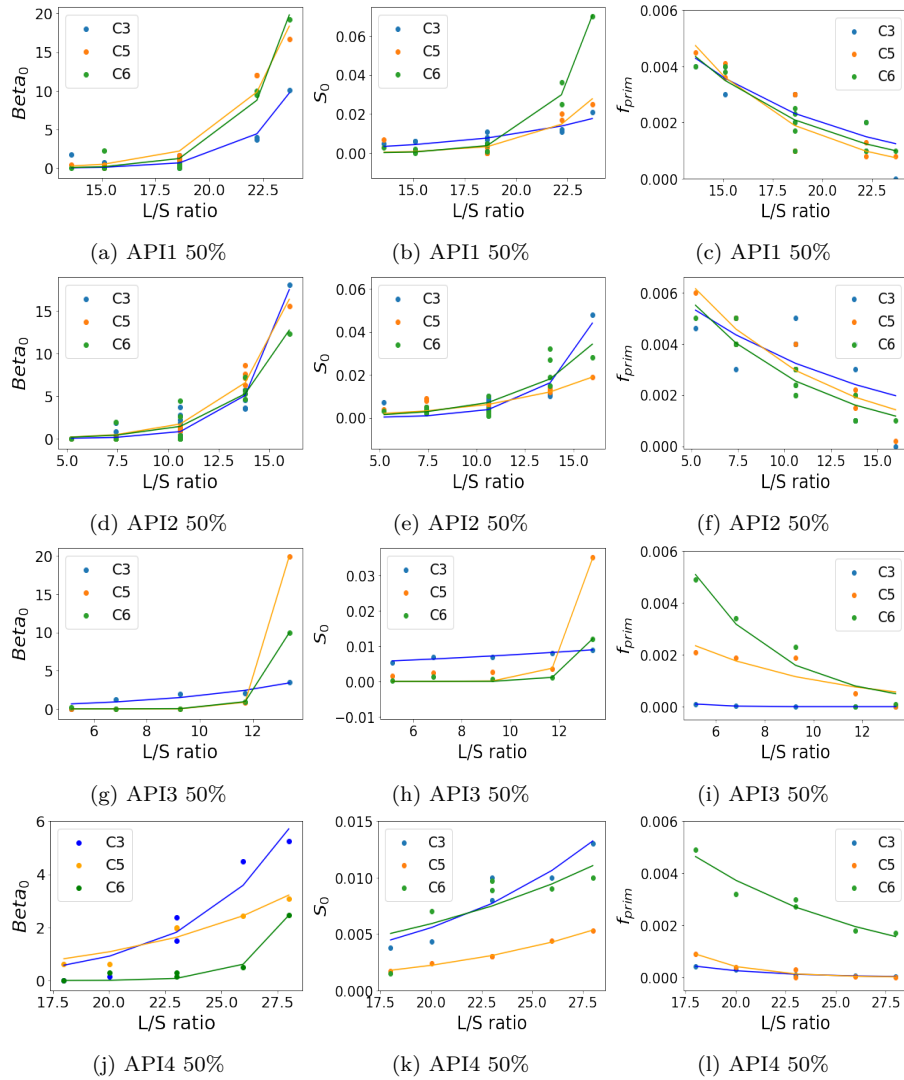 Beta0
20
15
10
5
0
C3
C5
C6
15.0 17.5 20.0 22.5
L/S ratio
(a) API1 50%
S0
0.06
0.04
0.02
0.00
C3
C5
C6
15.0 17.5 20.0 22.5
L/S ratio
(b) API1 50%
fprim
0.006
0.004
0.002
0.000
C3
C5
C6
15.0 17.5 20.0 22.5
L/S ratio
(c) API1 50%
Beta0
15
10
5
0
C3
C5
C6
5.0 7.5 10.0 12.5 15.0
L/S ratio
(d) API2 50%
S0
0.06
0.04
0.02
0.00
C3
C5
C6
5.0 7.5 10.0 12.5 15.0
L/S ratio
(e) API2 50%
fprim
0.006
0.004
0.002
0.000
C3
C5
C6
5.0 7.5 10.0 12.5 15.0
L/S ratio
(f) API2 50%
Beta0
20
15
10
5
0
C3
C5
C6
6 8 10 12
L/S ratio
(g) API3 50%
S0
0.03
0.02
0.01
0.00
−0.01
C3
C5
C6
6 8 10 12
L/S ratio
(h) API3 50%
fprim
0.006
0.004
0.002
0.000
C3
C5
C6
6 8 10 12
L/S ratio
(i) API3 50%
Beta0
6
4
2
0
C3
C5
C6
17.5 20.0 22.5 25.0 27.5
L/S ratio
(j) API4 50%
S0
0.015
0.010
0.005
0.000
C3
C5
C6
17.5 20.0 22.5 25.0 27.5
L/S ratio
(k) API4 50%
fprim
0.006
0.004
0.002
0.000
C3
C5
C6
17.5 20.0 22.5 25.0 27.5
L/S ratio
(l) API4 50%